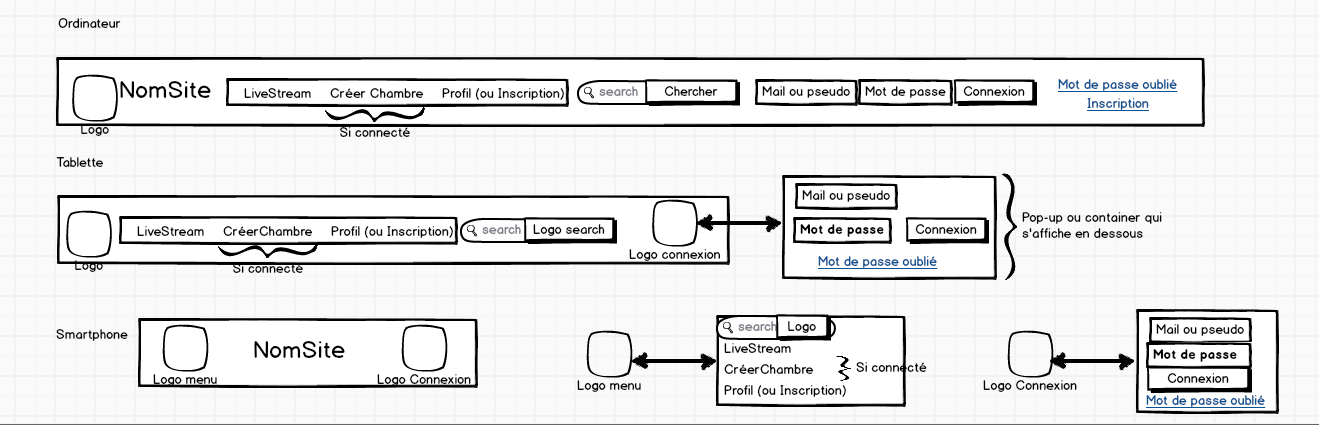 Ordinateur
NomSite
LiveStream Créer Chambre Profil (ou Inscription)
search Chercher
Mail ou pseudo Mot de passe Connexion
Mot de passe oublié
Inscription
Logo
Si connecté
Tablette
LiveStream CréerChambre Profil (ou Inscription)
search Logo search
Logo
Si connecté
Logo connexion
Mail ou pseudo
Mot de passe Connexion
Mot de passe oublié
Pop-up ou container qui
s'affiche en dessous
Smartphone
NomSite
Logo menu
Logo Connexion
Logo menu
search Logo
LiveStream
CréerChambre
Profil (ou Inscription)
Si connecté
Logo Connexion
Mail ou pseudo
Mot de passe
Connexion
Mot de passe oublié